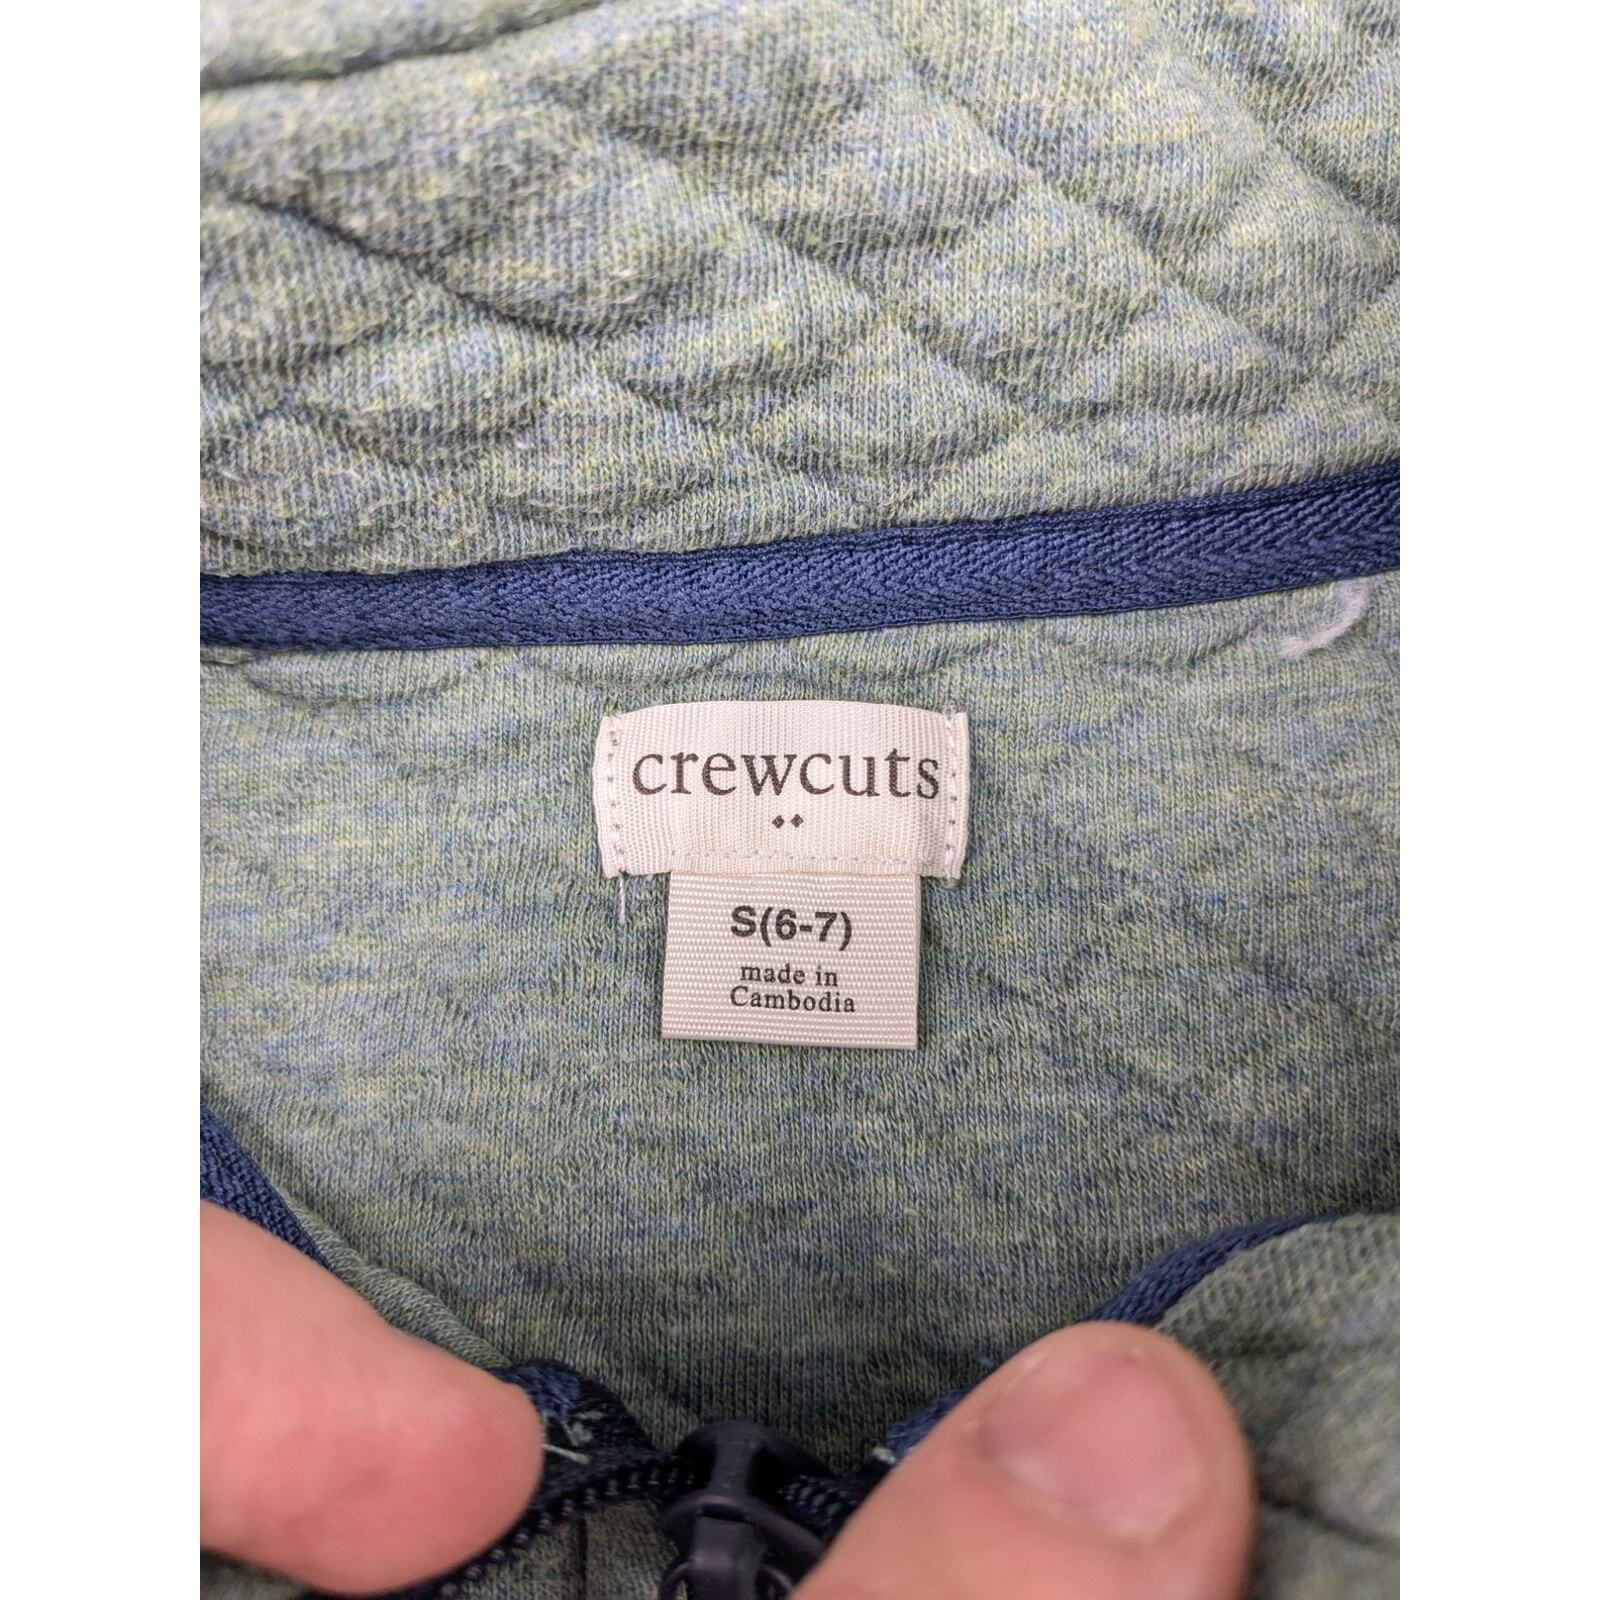 crewcuts
S(6-7)
made in
Cambodia